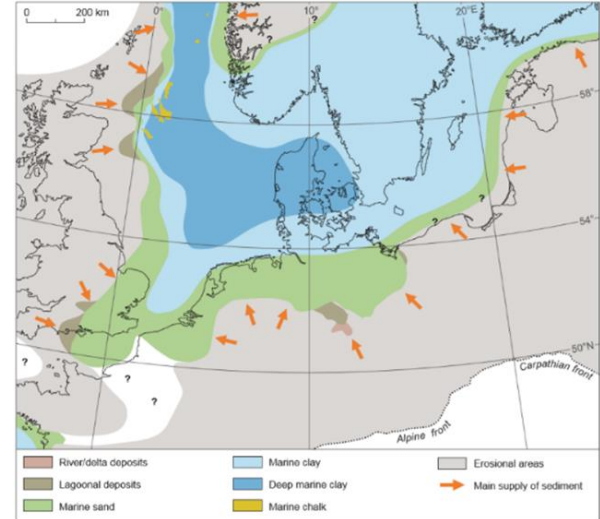 0 200 km
0°
10°
20°E
?
?
58°
?
?
54°
50°N
?
?
?
Carpathian front
Alpine front
River/delta deposits
Lagoonal deposits
Marine sand
Marine clay
Deep marine clay
Marine chalk
Erosional areas
Main supply of sediment